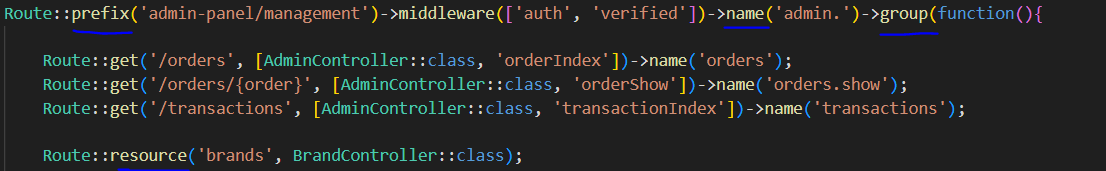 Route::prefix('admin-panel/management')->middleware(['auth', 'verified'])->name('admin.')->group(function(){
Route::get('/orders', [AdminController::class, 'orderIndex'])->name('orders');
Route::get('/orders/{order}', [AdminController::class, 'orderShow'])->name('orders.show');
Route::get('/transactions', [AdminController::class, 'transactionIndex'])->name('transactions');
Route::resource('brands', BrandController::class);